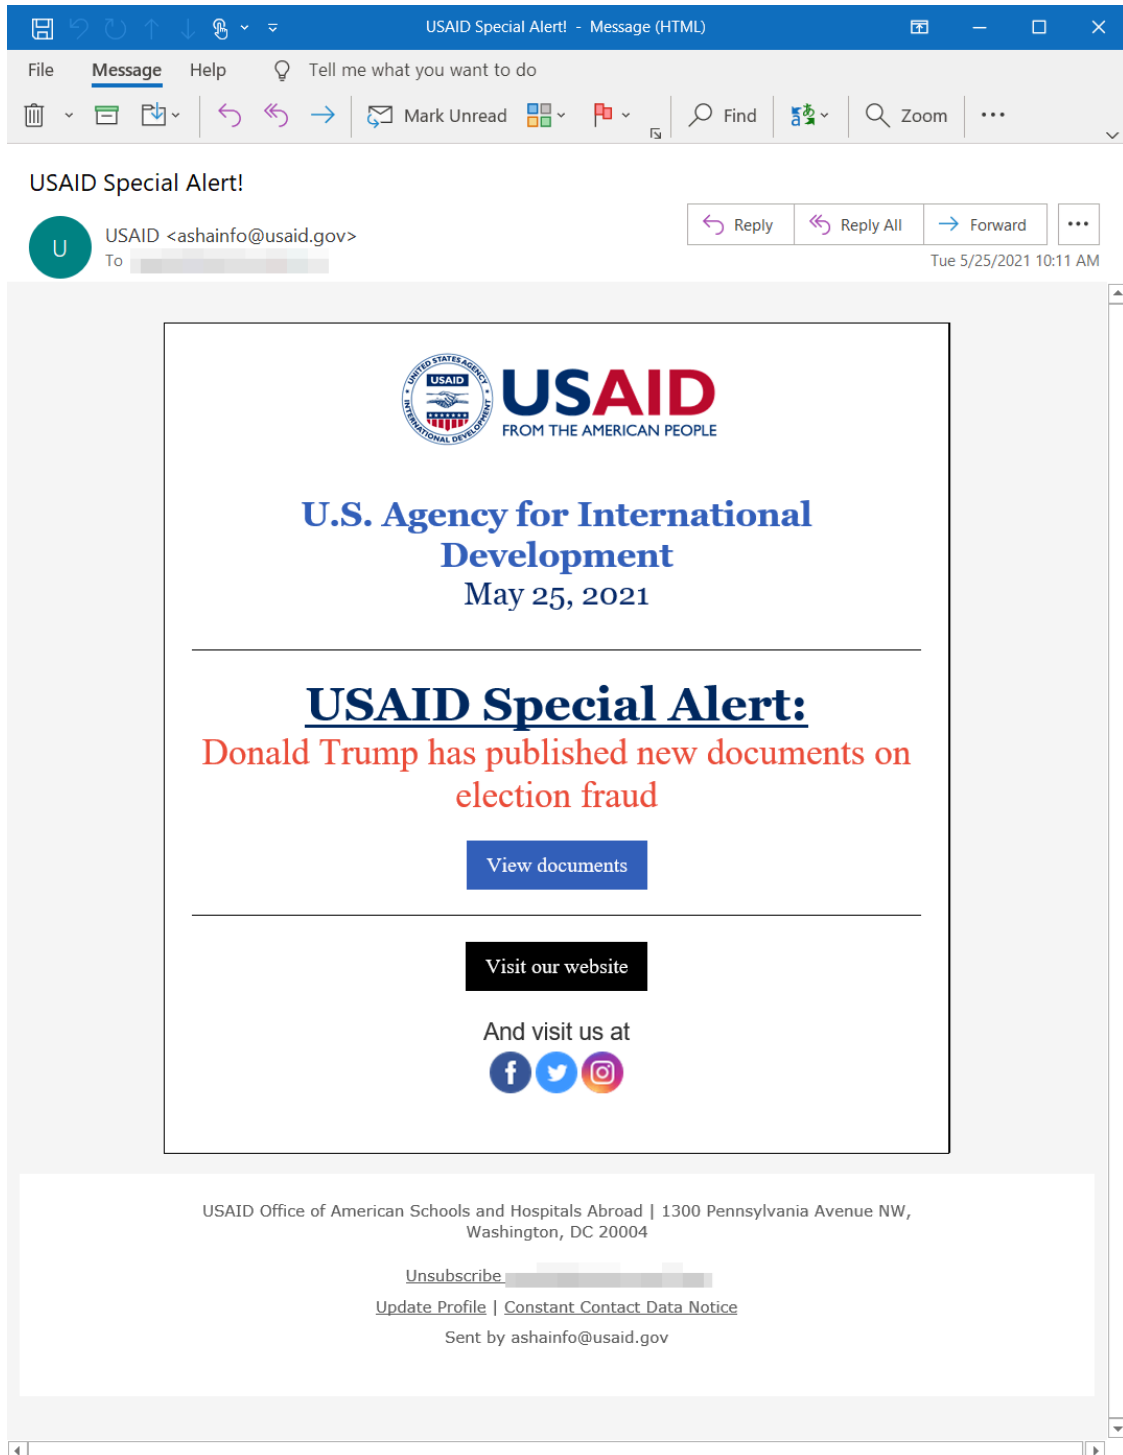 USAID Special Alert! - Message (HTML)
File Message Help Tell me what you want to do
Mark Unread Find Zoom
USAID Special Alert!
U
USAID <ashainfo@usaid.gov>
To
Reply Reply All Forward
Tue 5/25/2021 10:11 AM
UNITED STATES AGENCY
USAID
INTERNATIONAL DEVELOPMENT
USAID
FROM THE AMERICAN PEOPLE
U.S. Agency for International
Development
May 25, 2021
USAID Special Alert:
Donald Trump has published new documents on
election fraud
View documents
Visit our website
And visit us at
USAID Office of American Schools and Hospitals Abroad | 1300 Pennsylvania Avenue NW,
Washington, DC 20004
Unsubscribe
Update Profile | Constant Contact Data Notice
Sent by ashainfo@usaid.gov